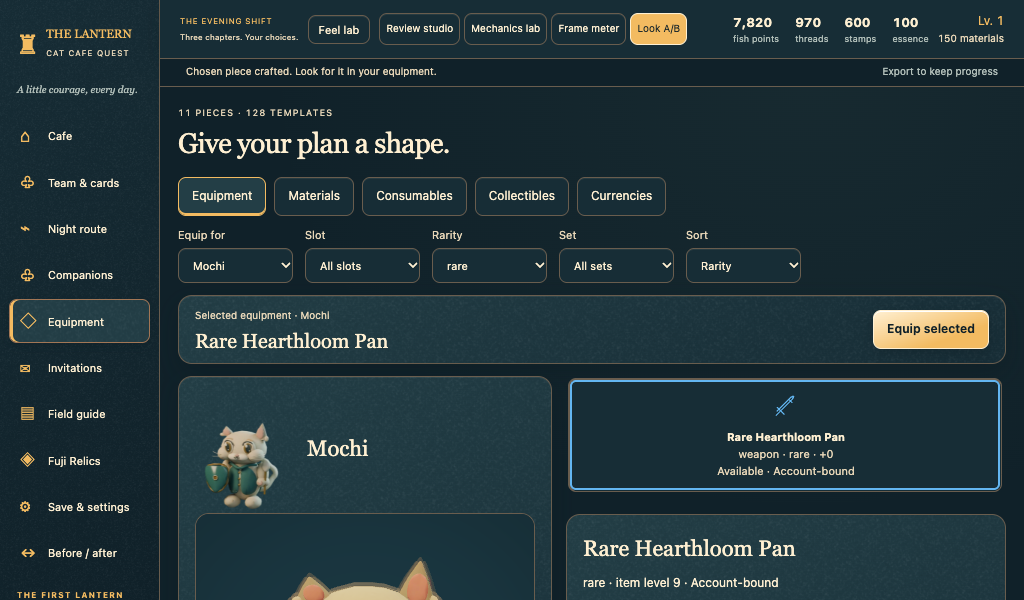 THE LANTERN
CAT CAFE QUEST
A little courage, every day.
Cafe
Team & cards
Night route
Companions
Equipment
Invitations
Field guide
Fuji Relics
Save & settings
Before / after
THE FIRST LANTERN
THE EVENING SHIFT
Three chapters. Your choices.
Feel lab
Review studio
Mechanics lab
Frame meter
Look A/B
7,820
fish points
970
threads
600
stamps
100
essence
Lv. 1
150 materials
Chosen piece crafted. Look for it in your equipment.
Export to keep progress
11 PIECES · 128 TEMPLATES
Give your plan a shape.
Equipment
Materials
Consumables
Collectibles
Currencies
Equip for
Slot
Rarity
Set
Sort
Mochi
All slots
rare
All sets
Rarity
Selected equipment · Mochi
Rare Hearthloom Pan
Equip selected
Mochi
Rare Hearthloom Pan
weapon · rare · +0
Available · Account-bound
Rare Hearthloom Pan
rare · item level 9 · Account-bound